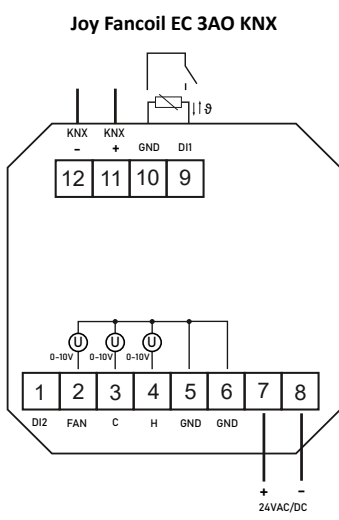 Joy Fancoil EC 3AO KNX
ϑ
KNX KNX GND DI1
- +
12 11 10 9
U U U
0-10V 0-10V 0-10V
1 2 3 4 5 6 7 8
DI2 FAN C H GND GND
+ -
24VAC/DC